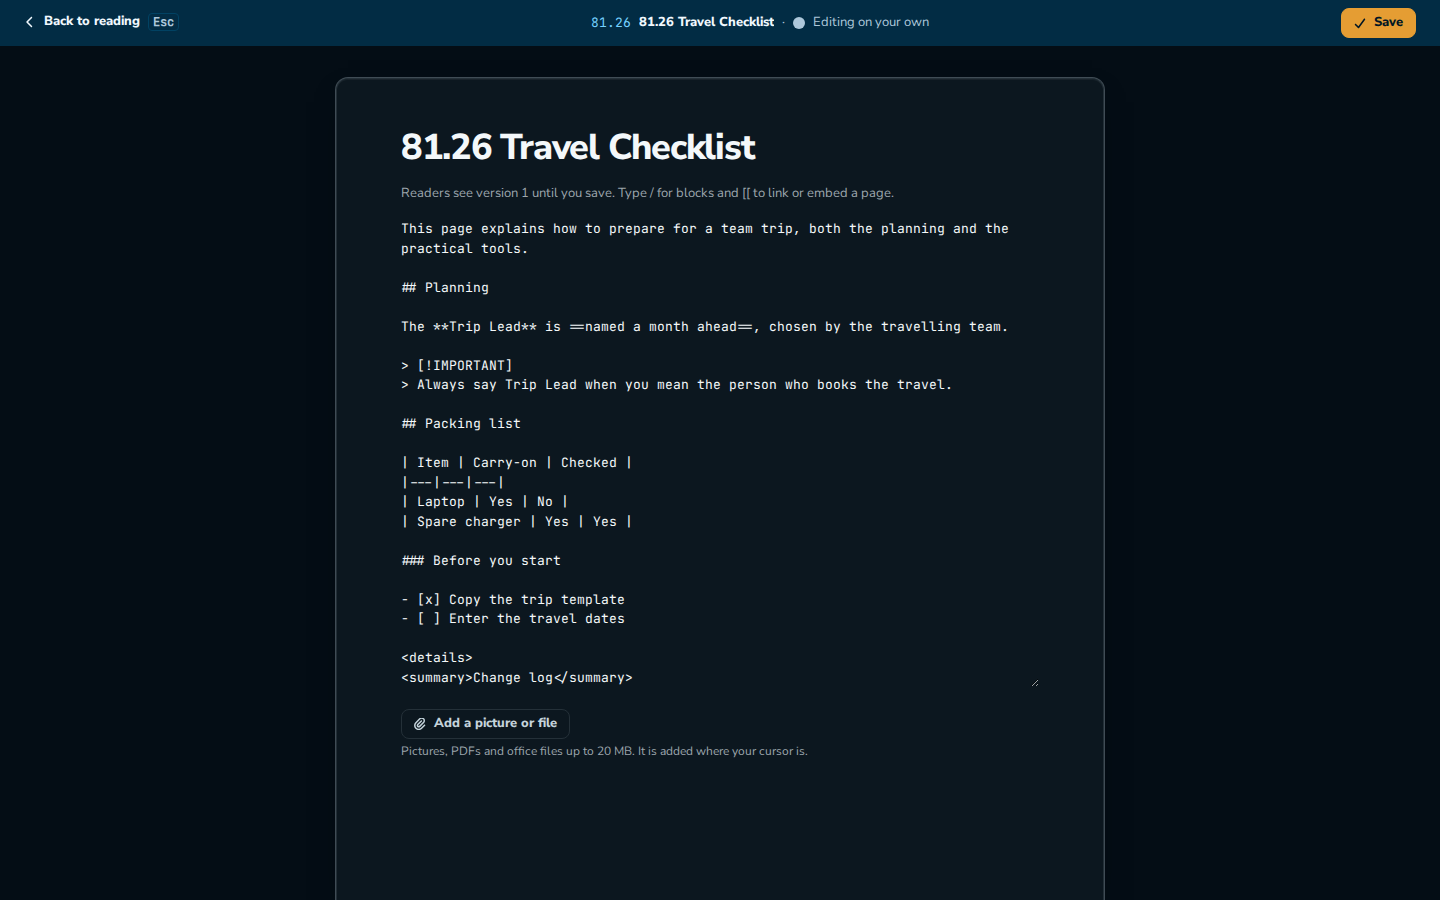 Back to reading Esc
81.26 81.26 Travel Checklist · Editing on your own
Save
81.26 Travel Checklist
Readers see version 1 until you save. Type / for blocks and [[ to link or embed a page.
This page explains how to prepare for a team trip, both the planning and the
practical tools.
## Planning
The **Trip Lead** is ==named a month ahead==, chosen by the travelling team.
> [!IMPORTANT]
> Always say Trip Lead when you mean the person who books the travel.
## Packing list
| Item | Carry-on | Checked |
|---|---|---|
| Laptop | Yes | No |
| Spare charger | Yes | Yes |
### Before you start
- [x] Copy the trip template
- [ ] Enter the travel dates
<details>
<summary>Change log</summary>
Add a picture or file
Pictures, PDFs and office files up to 20 MB. It is added where your cursor is.